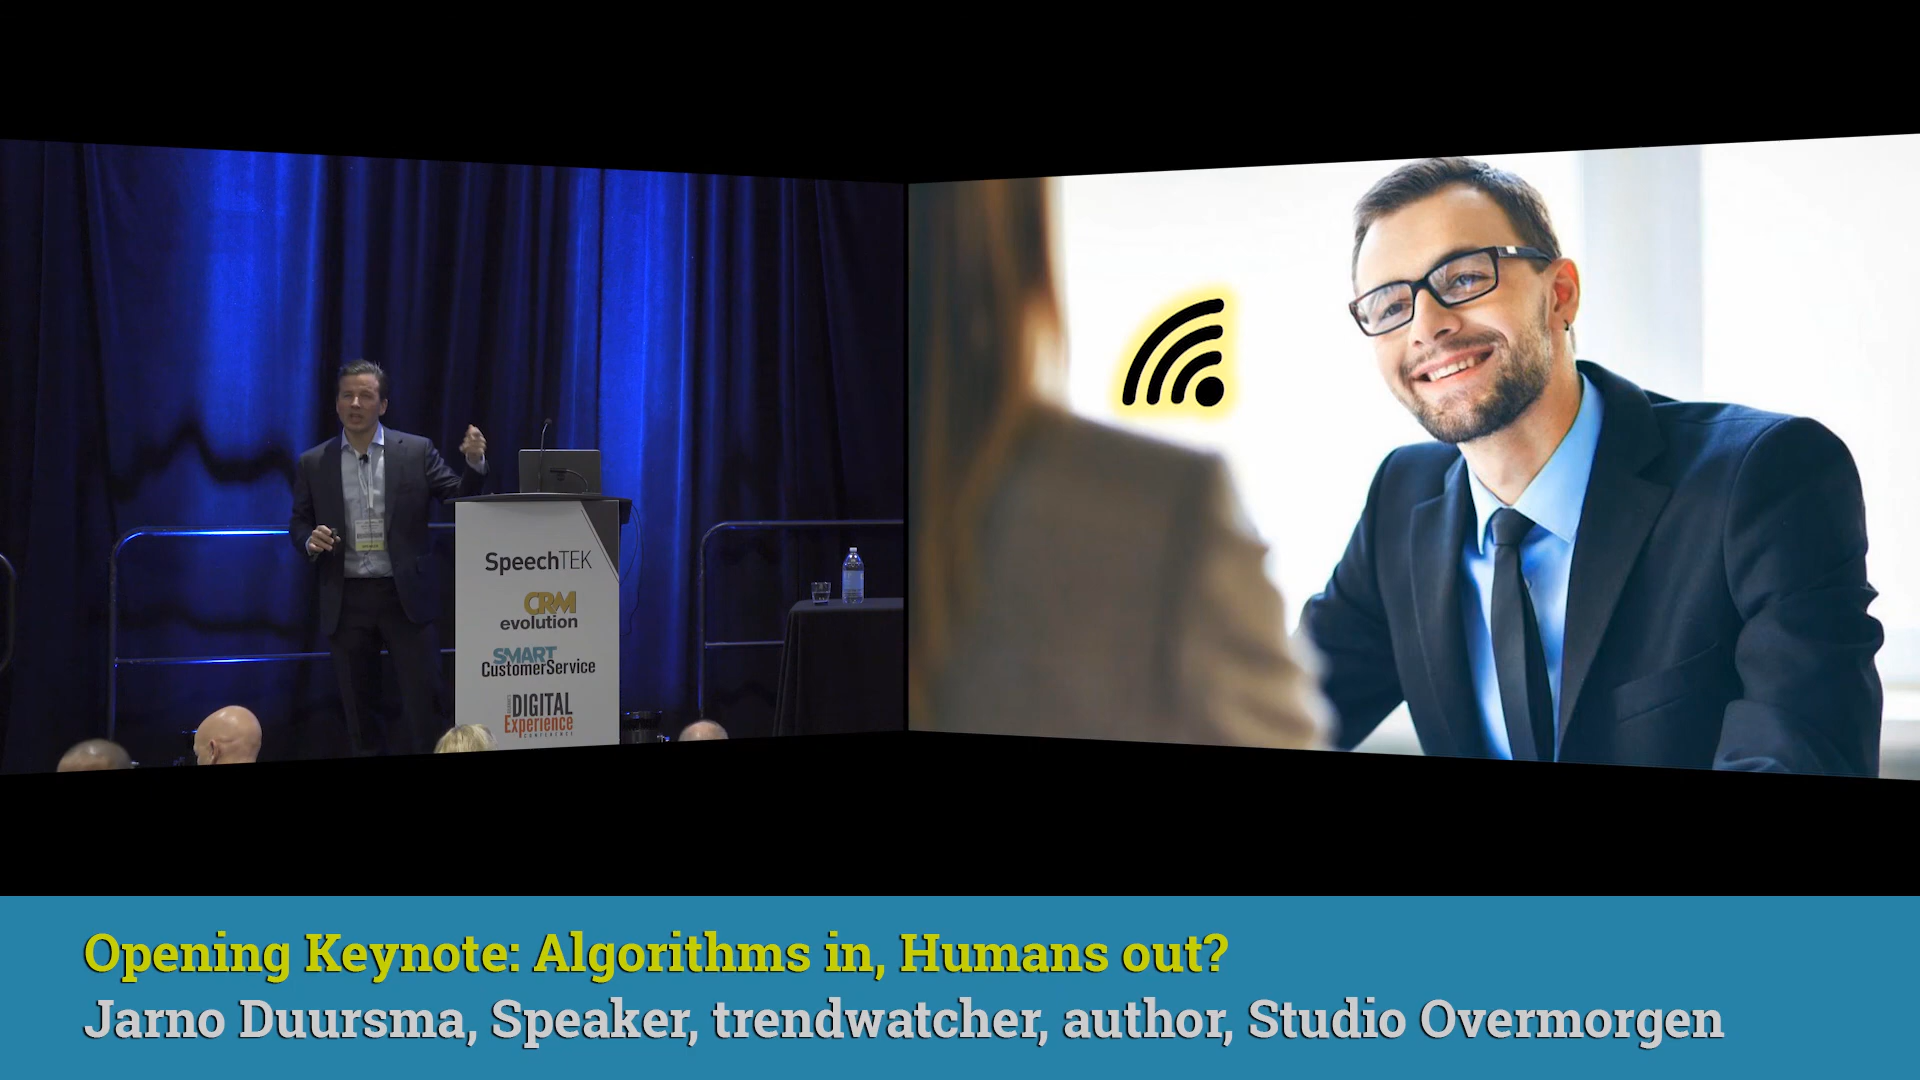 SpeechTEK
CRM
evolution
SMART
CustomerService
DIGITAL
Experience
CONFERENCE
Opening Keynote: Algorithms in, Humans out?
Jarno Duursma, Speaker, trendwatcher, author, Studio Overmorgen